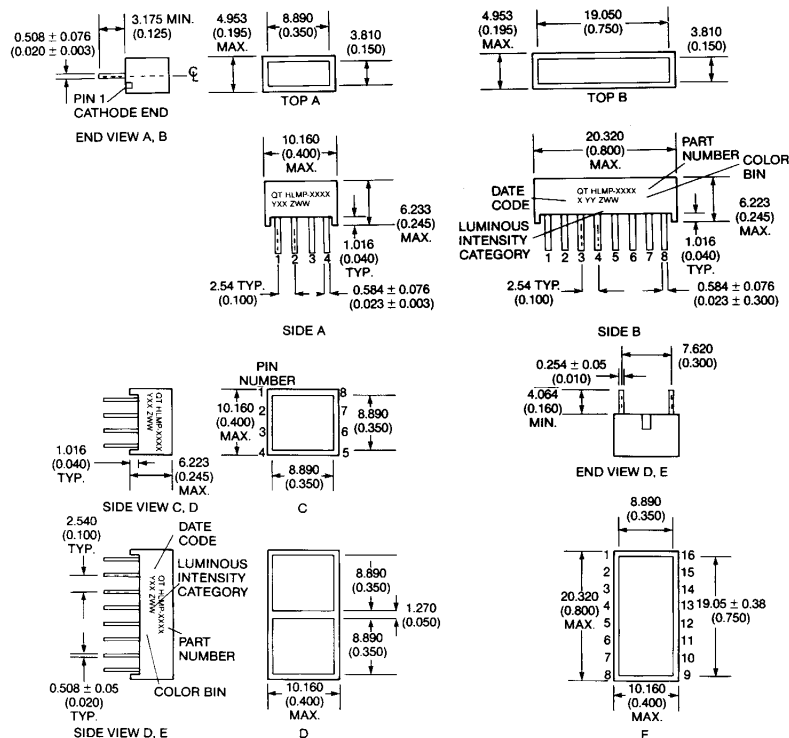 0.508 ± 0.076
(0.020 ± 0.003)
3.175 MIN.
(0.125)
PIN 1
CATHODE END
END VIEW A, B
4.953
(0.195)
MAX.
8.890
(0.350)
3.810
(0.150)
TOP A
4.953
(0.195)
MAX.
19.050
(0.750)
3.810
(0.150)
TOP B
10.160
(0.400)
MAX.
QT HLMP-XXXX
YXX ZWW
6.233
(0.245)
MAX.
1.016
(0.040)
TYP.
1 2 3 4
2.54 TYP.
(0.100)
0.584 ± 0.076
(0.023 ± 0.003)
SIDE A
20.320
(0.800)
MAX.
PART
NUMBER
COLOR
BIN
DATE
CODE
QT HLMP-XXXX
X YY ZWW
LUMINOUS
INTENSITY
CATEGORY
6.223
(0.245)
MAX.
1.016
(0.040)
TYP.
1 2 3 4 5 6 7 8
2.54 TYP.
(0.100)
0.584 ± 0.076
(0.023 ± 0.300)
SIDE B
QT HLMP-XXXX
YXX ZWW
1.016
(0.040)
TYP.
6.223
(0.245)
MAX.
SIDE VIEW C, D
PIN
NUMBER
1 8
2 7
3 6
4 5
10.160
(0.400)
MAX.
8.890
(0.350)
8.890
(0.350)
C
0.254 ± 0.05
(0.010)
7.620
(0.300)
4.064
(0.160)
MIN.
END VIEW D, E
2.540
(0.100)
TYP.
DATE
CODE
LUMINOUS
INTENSITY
CATEGORY
QT HLMP-XXXX
YXX ZWW
PART
NUMBER
COLOR BIN
0.508 ± 0.05
(0.020)
TYP.
SIDE VIEW D, E
8.890
(0.350)
1.270
(0.050)
8.890
(0.350)
10.160
(0.400)
MAX.
D
8.890
(0.350)
1 16
2 15
3 14
4 13
5 12
6 11
7 10
8 9
20.320
(0.800)
MAX.
19.05 ± 0.38
(0.750)
10.160
(0.400)
MAX.